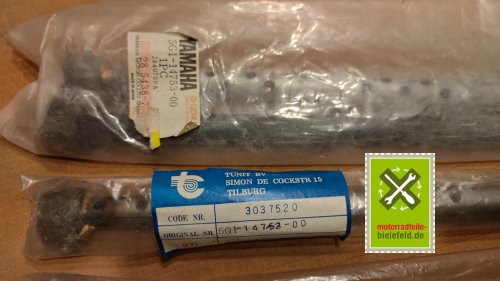 YAMAHA
5G1-14753-00
1PC
TUNIT BV
SIMON DE COCKSTR 15
TILBURG
CODE NR. 3037520
ORIGINAL NR. 5G1-14753-00
motorradteile-
bielefeld.de